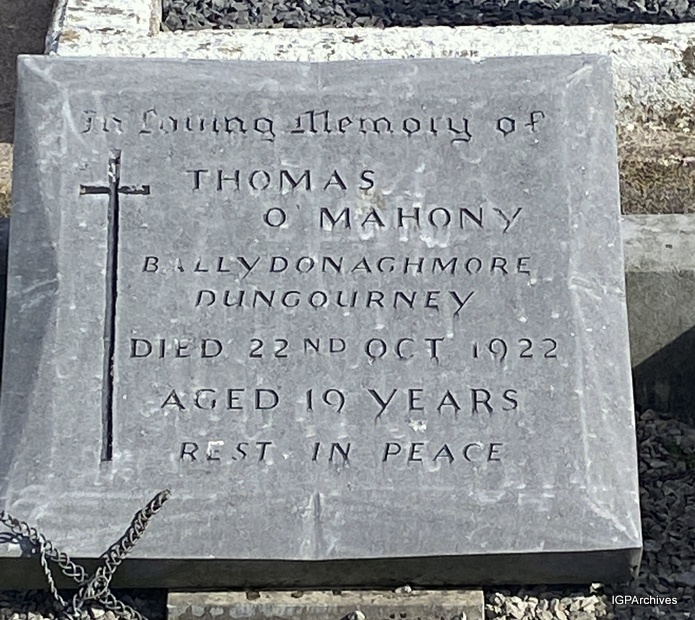 In Loving Memory of
THOMAS
O' MAHONY
BALLYDONAGHMORE
DUNGOURNEY
DIED 22ND OCT 1922
AGED 19 YEARS
REST IN PEACE
IGPArchives